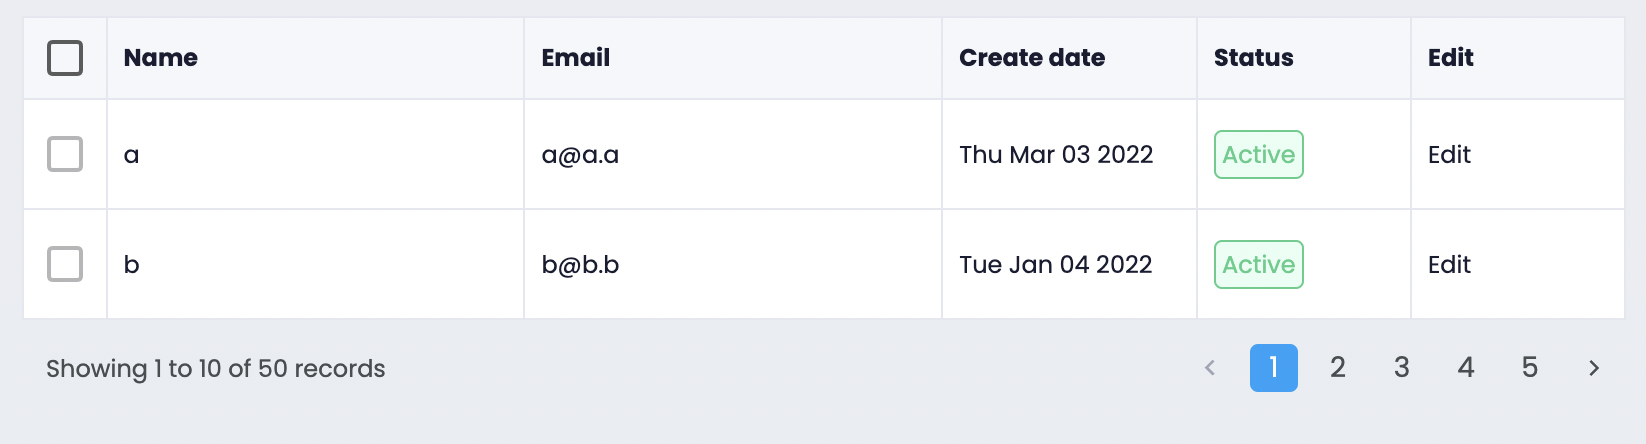 Name Email Create date Status Edit
a a@a.a Thu Mar 03 2022 Active Edit
b b@b.b Tue Jan 04 2022 Active Edit
Showing 1 to 10 of 50 records 1 2 3 4 5